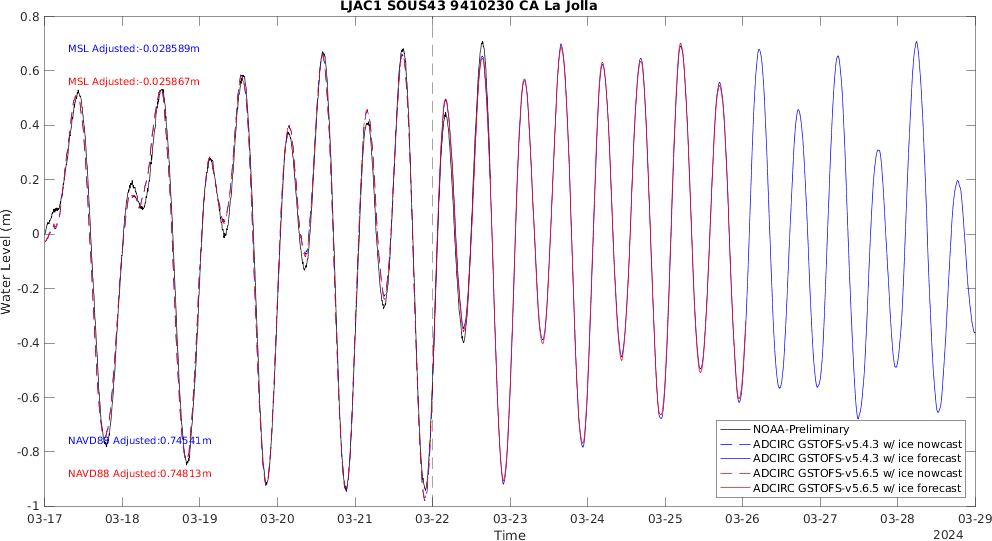 LJAC1 SOUS43 9410230 CA La Jolla
0.8
0.6
0.4
0.2
0
-0.2
-0.4
-0.6
-0.8
-1
Water Level (m)
MSL Adjusted:-0.028589m
MSL Adjusted:-0.025867m
NAVD88 Adjusted:0.74541m
NAVD88 Adjusted:0.74813m
NOAA-Preliminary
ADCIRC GSTOFS-v5.4.3 w/ ice nowcast
ADCIRC GSTOFS-v5.4.3 w/ ice forecast
ADCIRC GSTOFS-v5.6.5 w/ ice nowcast
ADCIRC GSTOFS-v5.6.5 w/ ice forecast
03-17 03-18 03-19 03-20 03-21 03-22 03-23 03-24 03-25 03-26 03-27 03-28 03-29
Time
2024